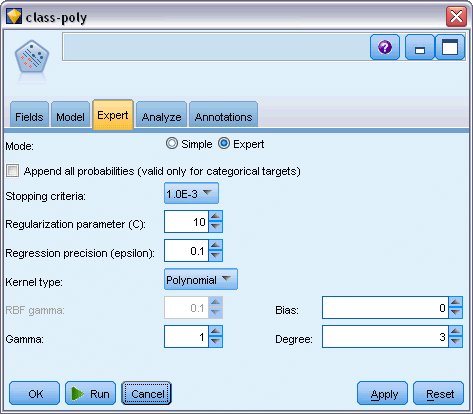 class-poly
Fields Model Expert Analyze Annotations
Mode: Simple Expert
Append all probabilities (valid only for categorical targets)
Stopping criteria: 1.0E-3
Regularization parameter (C): 10
Regression precision (epsilon): 0.1
Kernel type: Polynomial
RBF gamma: 0.1 Bias: 0
Gamma: 1 Degree: 3
OK Run Cancel Apply Reset